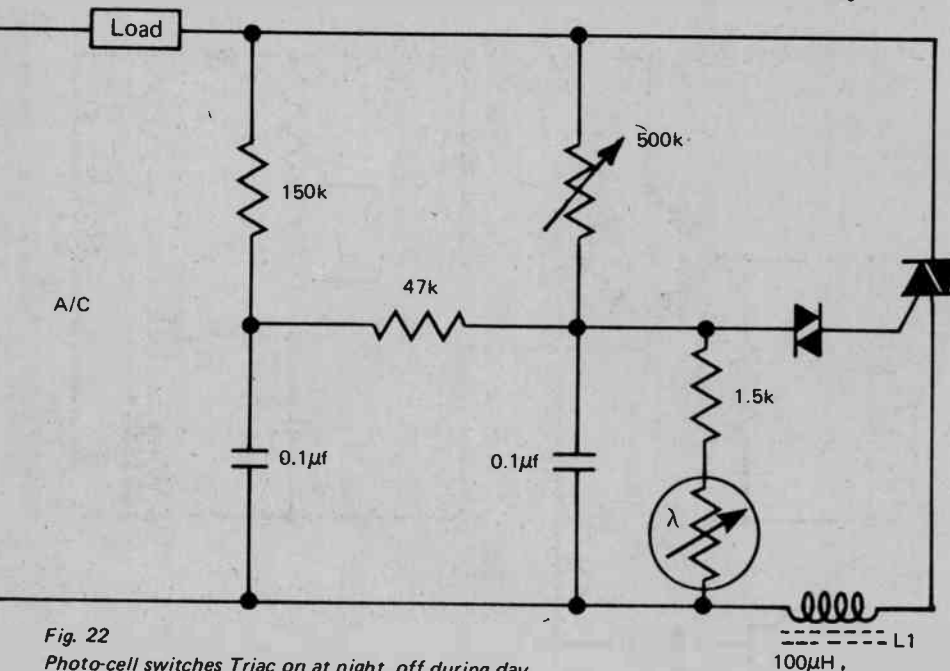 Load
500k
150k
47k
A/C
1.5k
0.1µf
0.1µf
λ
L1
100µH
Fig. 22
Photo-cell switches Triac on at night, off during day